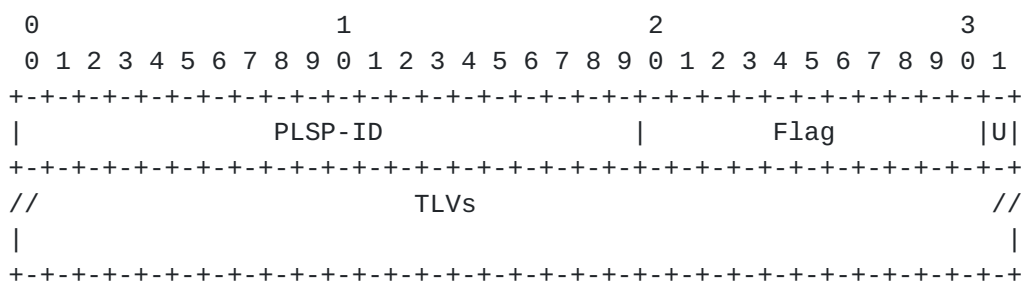 0                   1                   2                   3
 0 1 2 3 4 5 6 7 8 9 0 1 2 3 4 5 6 7 8 9 0 1 2 3 4 5 6 7 8 9 0 1
+-+-+-+-+-+-+-+-+-+-+-+-+-+-+-+-+-+-+-+-+-+-+-+-+-+-+-+-+-+-+-+-+
|                PLSP-ID                |        Flag         |U|
+-+-+-+-+-+-+-+-+-+-+-+-+-+-+-+-+-+-+-+-+-+-+-+-+-+-+-+-+-+-+-+-+
//                        TLVs                                 //
|                                                               |
+-+-+-+-+-+-+-+-+-+-+-+-+-+-+-+-+-+-+-+-+-+-+-+-+-+-+-+-+-+-+-+-+